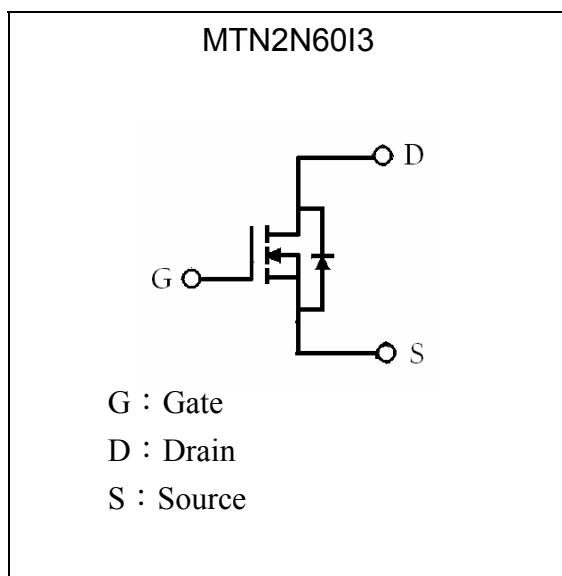 MTN2N60I3
D
G
S
G：Gate
D：Drain
S：Source